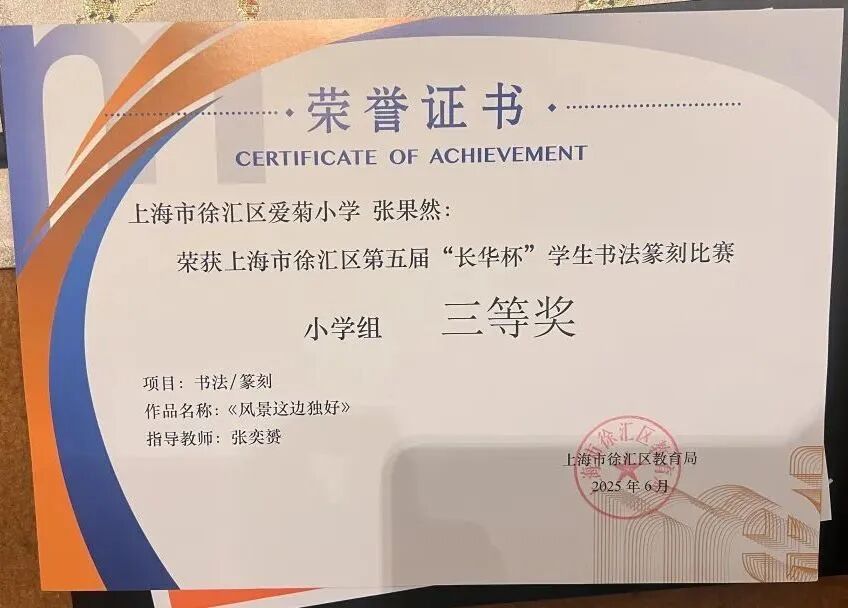 荣誉证书
CERTIFICATE OF ACHIEVEMENT
上海市徐汇区爱菊小学 张果然:
荣获上海市徐汇区第五届“长华杯”学生书法篆刻比赛
小学组 三等奖
项目: 书法/篆刻
作品名称:《风景这边独好》
指导教师: 张奕赟
上海市徐汇区教育局
2025 年 6 月